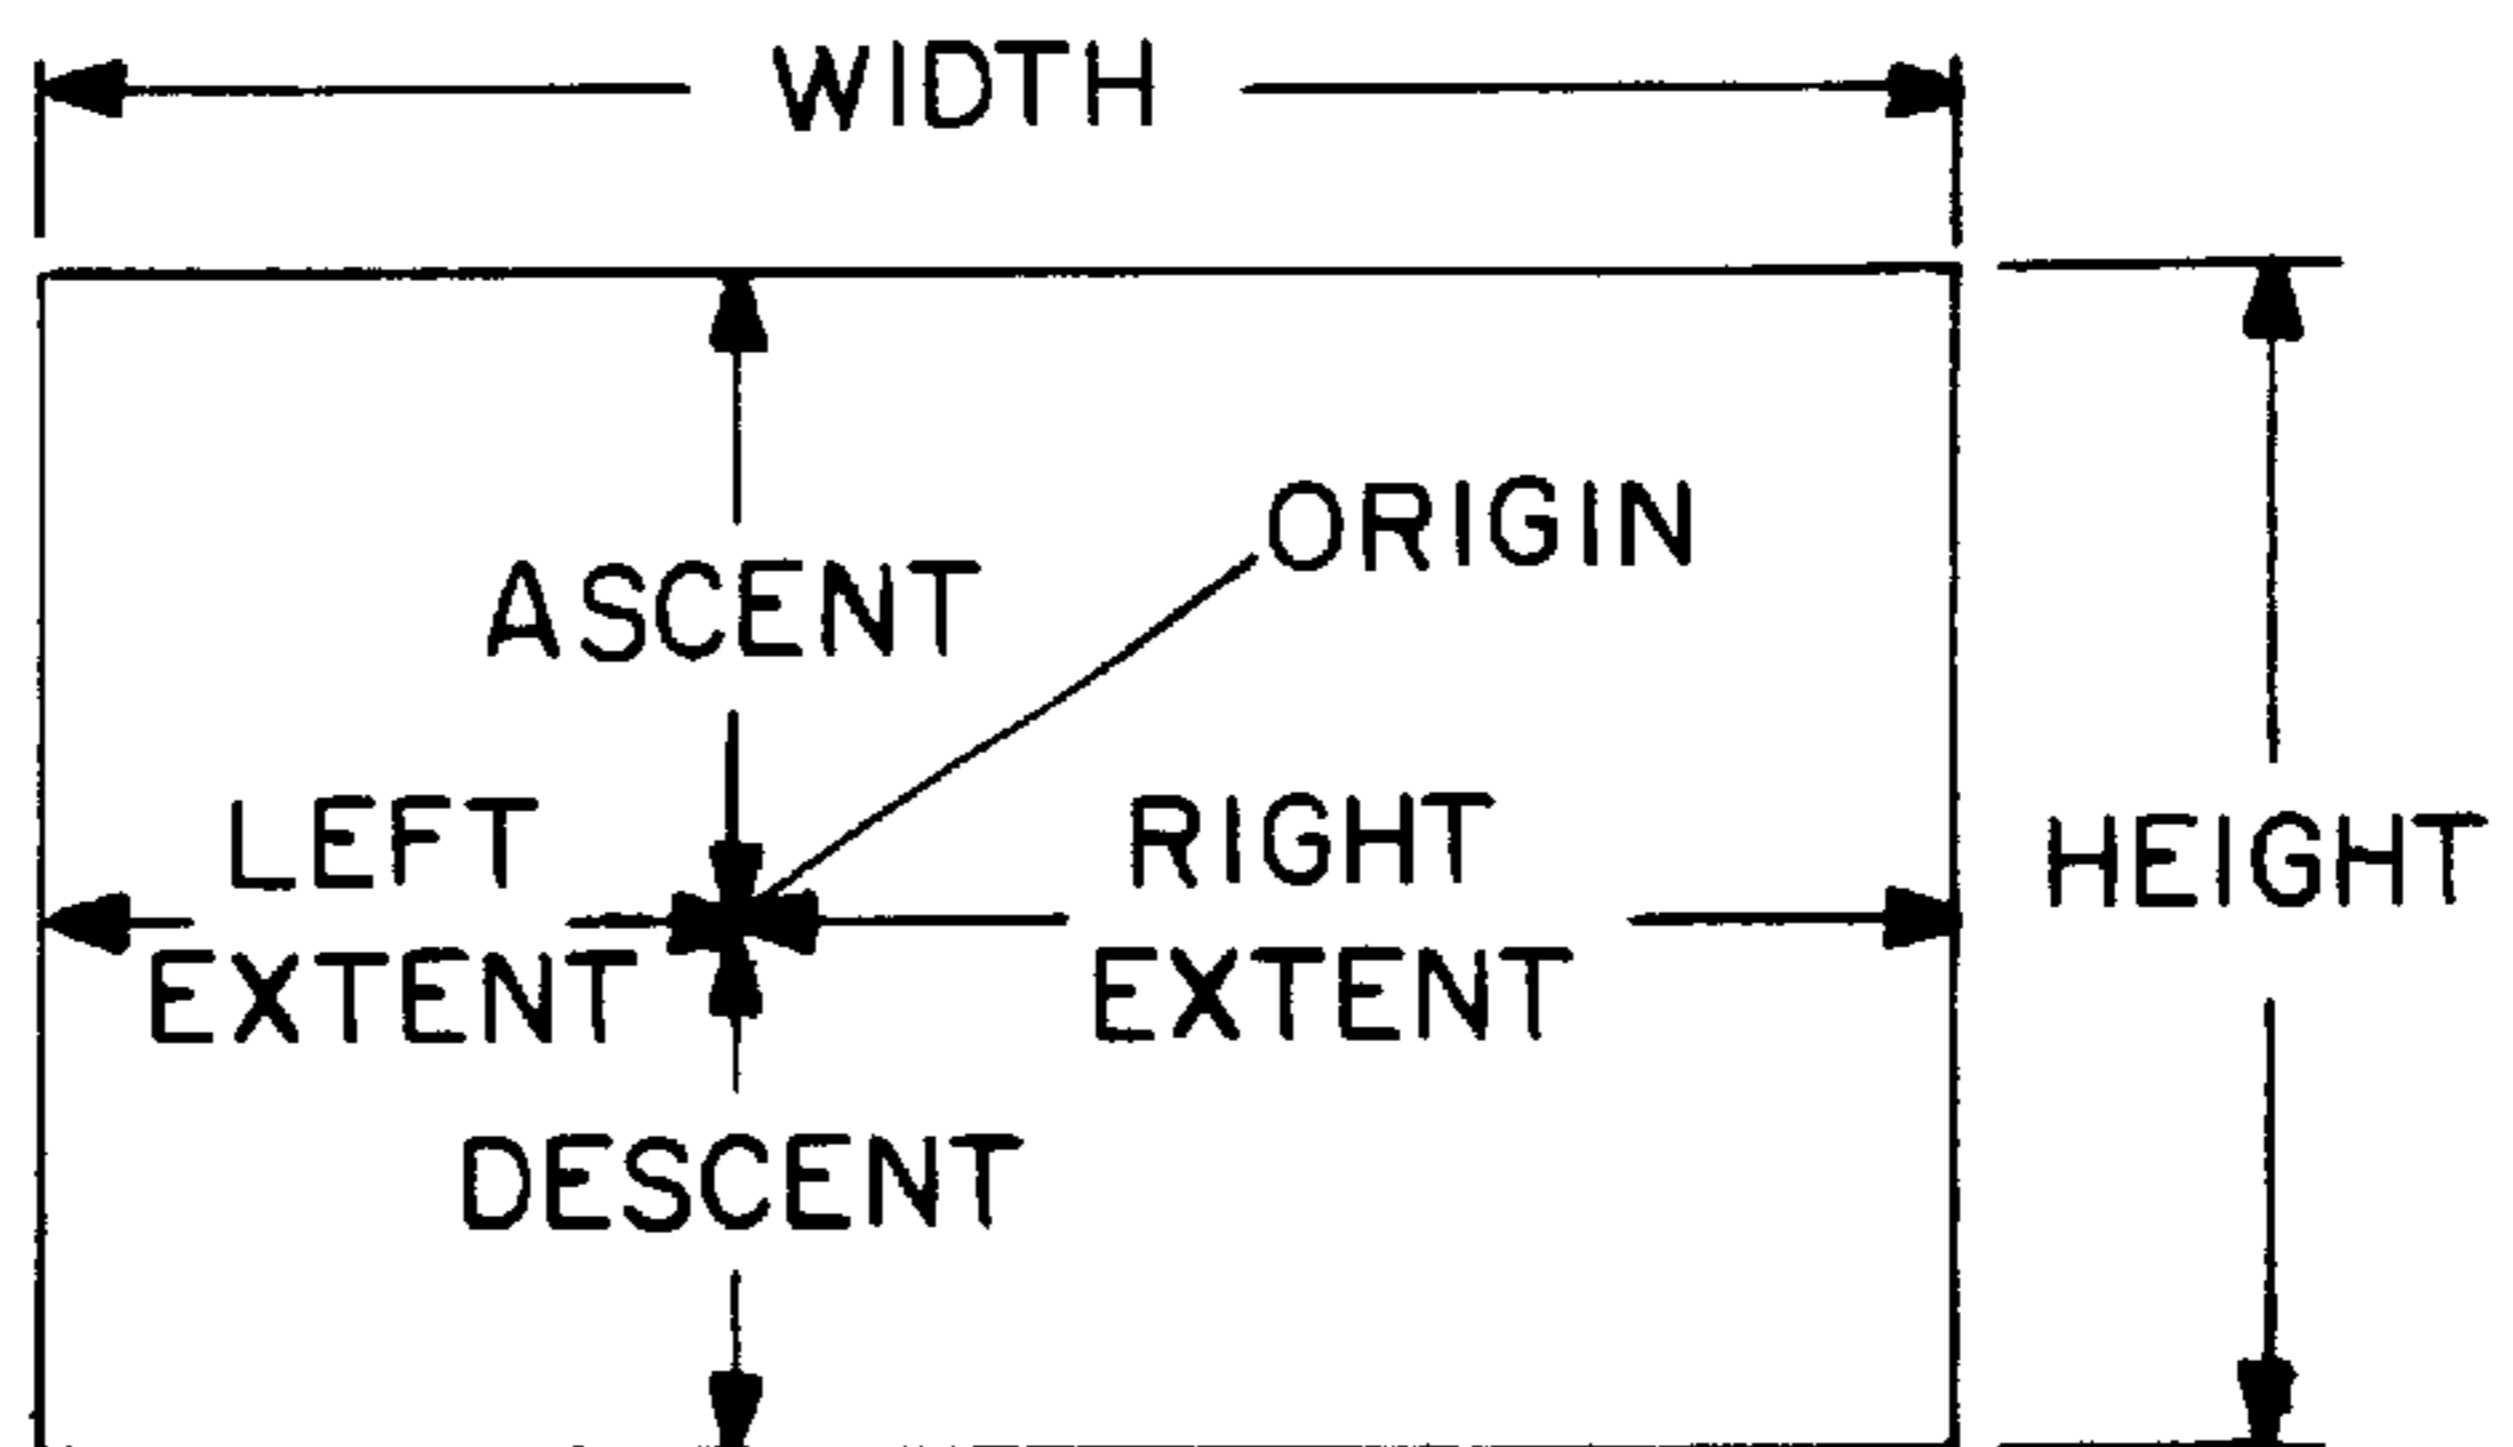 WIDTH
ORIGIN
ASCENT
LEFT
EXTENT
RIGHT
EXTENT
HEIGHT
DESCENT